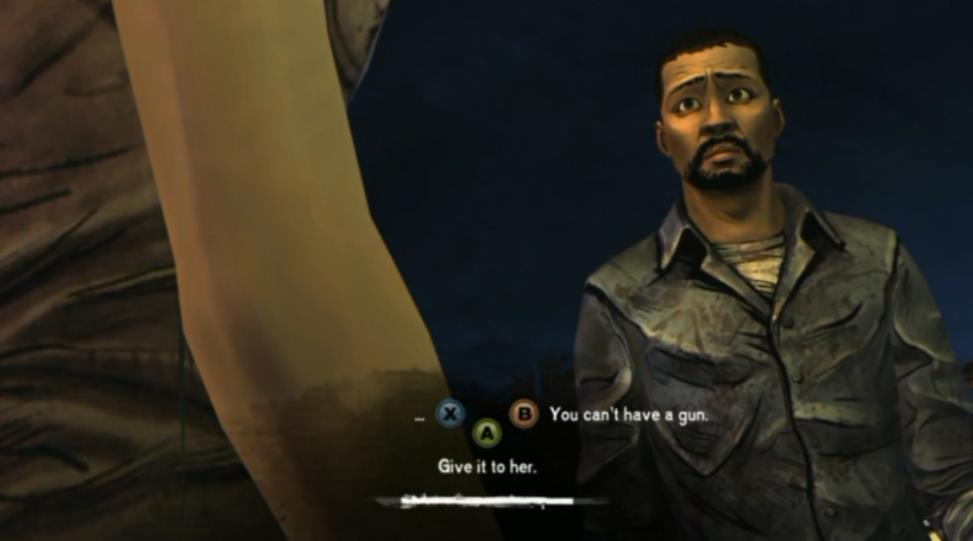 ... X B You can't have a gun.
A
Give it to her.